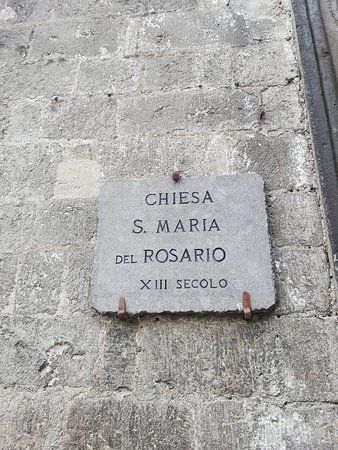 CHIESA
S. MARIA
DEL ROSARIO
XIII SECOLO